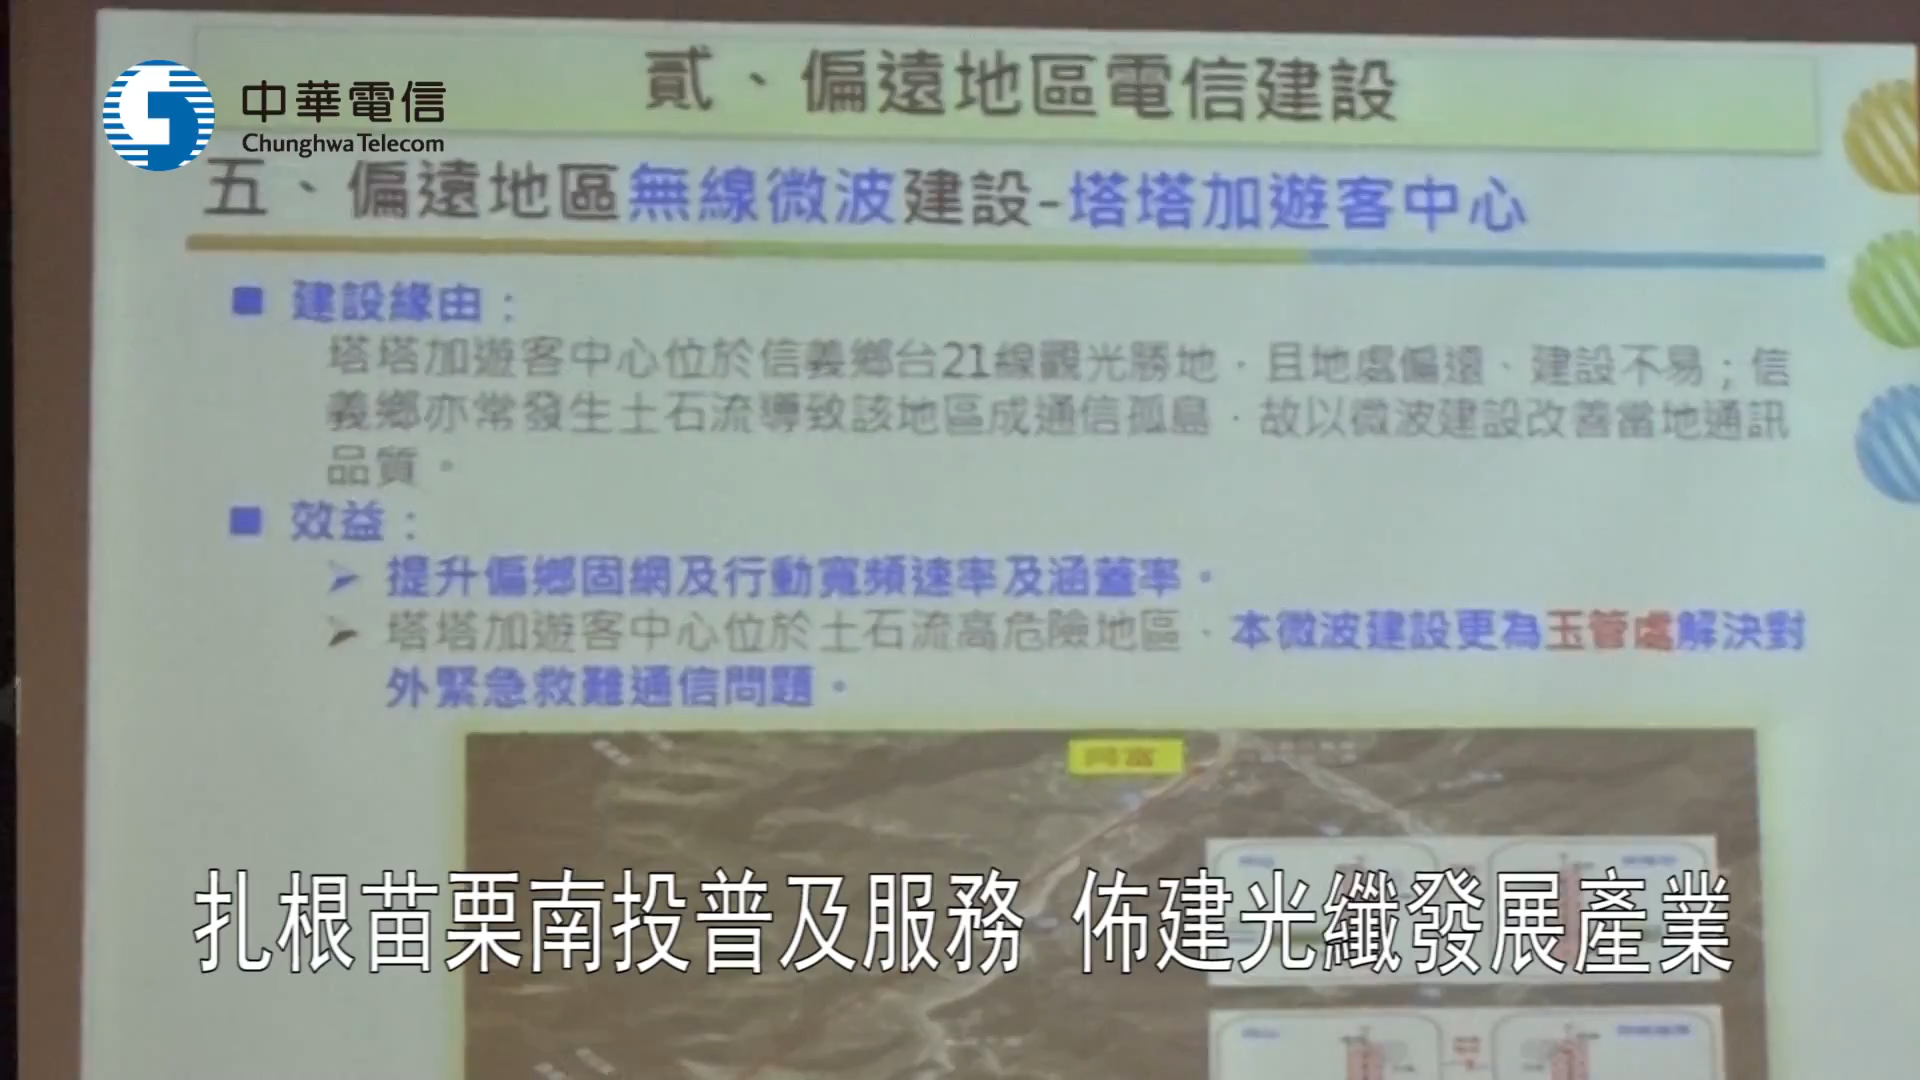 中華電信
Chunghwa Telecom
貳、偏遠地區電信建設
五、偏遠地區無線微波建設-塔塔加遊客中心
■ 建設緣由：
塔塔加遊客中心位於信義鄉台21線觀光勝地，且地處偏遠、建設不易；信
義鄉亦常發生土石流導致該地區成通信孤島，故以微波建設改善當地通訊
品質。
■ 效益：
➢ 提升偏鄉固網及行動寬頻速率及涵蓋率。
➢ 塔塔加遊客中心位於土石流高危險地區，本微波建設更為玉管處解決對
外緊急救難通信問題。
同富
扎根苗栗南投普及服務 佈建光纖發展產業